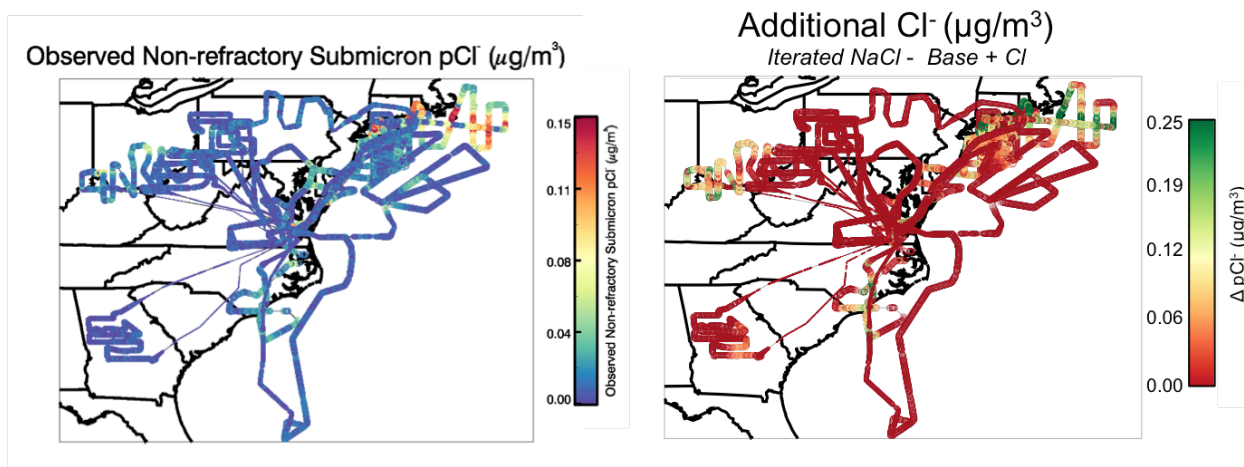 Observed Non-refractory Submicron pCl⁻ (μg/m³)
0.15
0.11
0.08
0.04
0.00
Observed Non-refractory Submicron pCl⁻ (μg/m³)
Additional Cl⁻ (μg/m³)
Iterated NaCl - Base + Cl
0.25
0.19
0.12
0.06
0.00
Δ pCl⁻ (μg/m³)